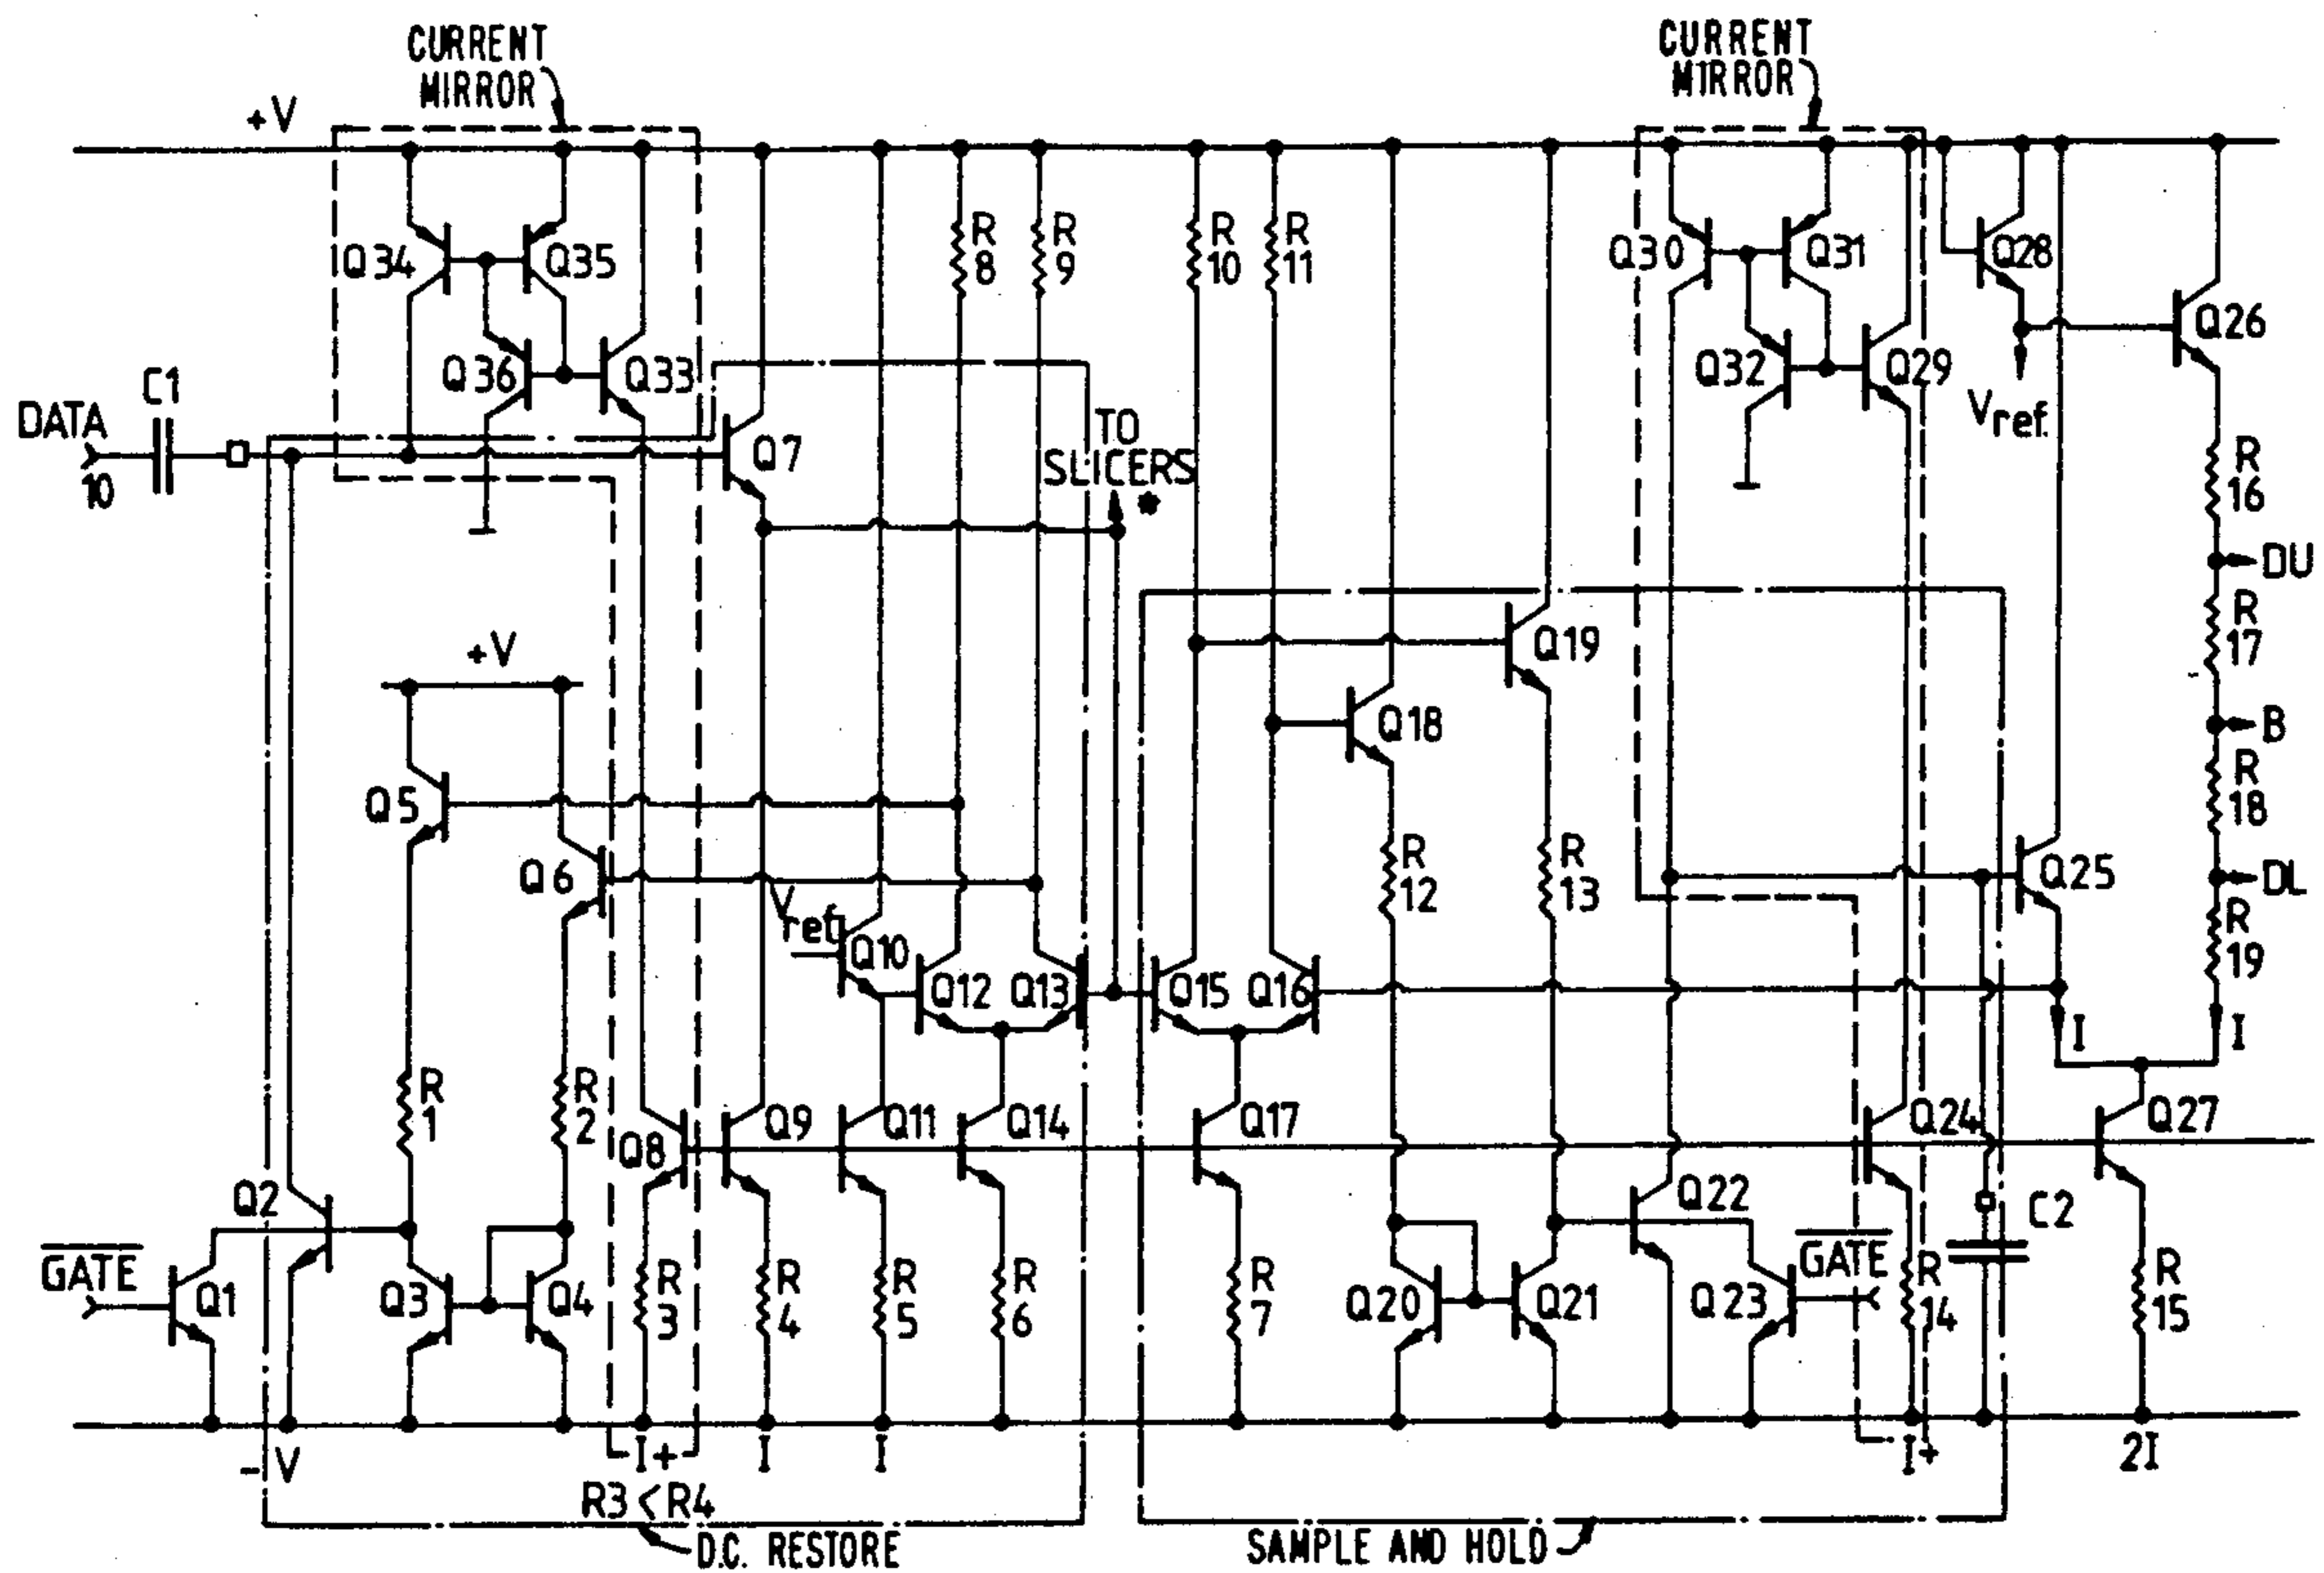 CURRENT
MIRROR
CURRENT
MIRROR
+V
Q34
Q35
R
8
R
9
R
10
R
11
Q30
Q31
Q28
Q26
Q36
Q33
Q32
Q29
Vref.
C1
DATA
10
Q7
TO
SLICERS
*
R
16
DU
R
17
+V
Q19
Q18
B
R
18
Q5
Q6
R
12
R
13
Q25
DL
R
19
Vref.
Q10
Q12
Q13
Q15
Q16
I
I
R
1
R
2
Q8
Q9
Q11
Q14
Q17
Q24
Q27
Q2
Q22
C2
GATE
GATE
Q1
Q3
Q4
R
3
R
4
R
5
R
6
R
7
Q20
Q21
Q23
R
14
R
15
-V
I+
I
I
I+
2I
R3<R4
D.C. RESTORE
SAMPLE AND HOLD